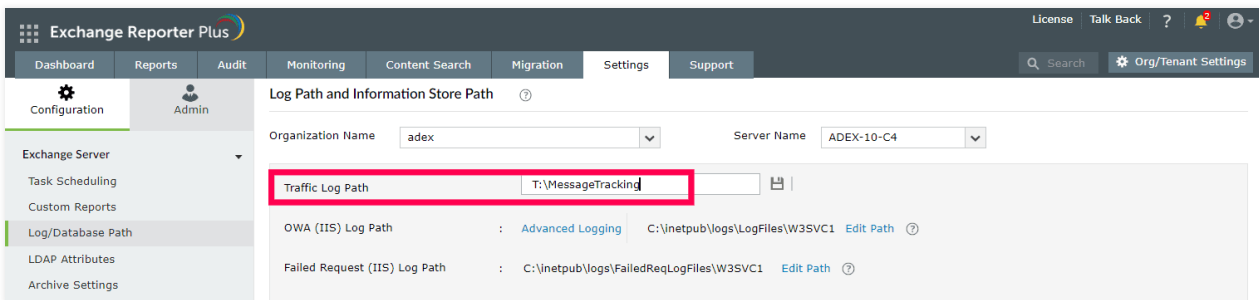 License Talk Back ? 2
Exchange Reporter Plus
Dashboard Reports Audit Monitoring Content Search Migration Settings Support Search Org/Tenant Settings
Configuration Admin
Log Path and Information Store Path ?
Organization Name adex Server Name ADEX-10-C4
Exchange Server
Task Scheduling
Custom Reports
Log/Database Path
LDAP Attributes
Archive Settings
Traffic Log Path T:\MessageTracking
OWA (IIS) Log Path : Advanced Logging C:\inetpub\logs\LogFiles\W3SVC1 Edit Path ?
Failed Request (IIS) Log Path : C:\inetpub\logs\FailedReqLogFiles\W3SVC1 Edit Path ?